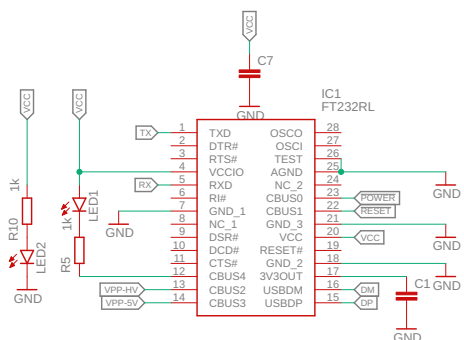 VCC
C7
GND
IC1
FT232RL
VCC
VCC
1k
R10
LED2
GND
LED1
1k
R5
TX
RX
GND
VPP-HV
VPP-5V
1 TXD OSCO 28
2 DTR# OSCI 27
3 RTS# TEST 26
4 VCCIO AGND 25
5 RXD NC_2 24
6 RI# CBUS0 23
7 GND_1 CBUS1 22
8 NC_1 GND_3 21
9 DSR# VCC 20
10 DCD# RESET# 19
11 CTS# GND_2 18
12 CBUS4 3V3OUT 17
13 CBUS2 USBDM 16
14 CBUS3 USBDP 15
GND
POWER
RESET
GND
VCC
GND
C1
DM
DP
GND